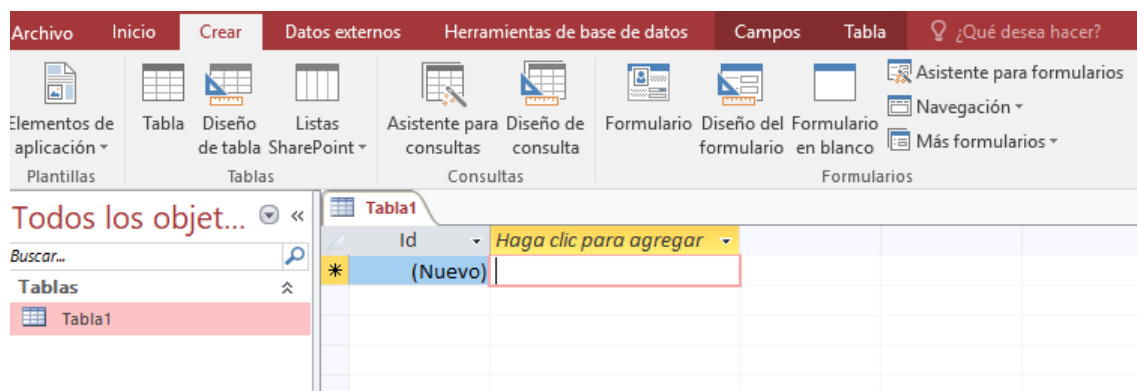 Archivo Inicio Crear Datos externos Herramientas de base de datos Campos Tabla ¿Qué desea hacer?
Elementos de aplicación
Tabla
Diseño de tabla
Listas SharePoint
Asistente para consultas
Diseño de consulta
Formulario
Diseño del formulario
Formulario en blanco
Asistente para formularios
Navegación
Más formularios
Plantillas Tablas Consultas Formularios
Todos los objet... «
Buscar...
Tablas
Tabla1
Tabla1
Id Haga clic para agregar
* (Nuevo)